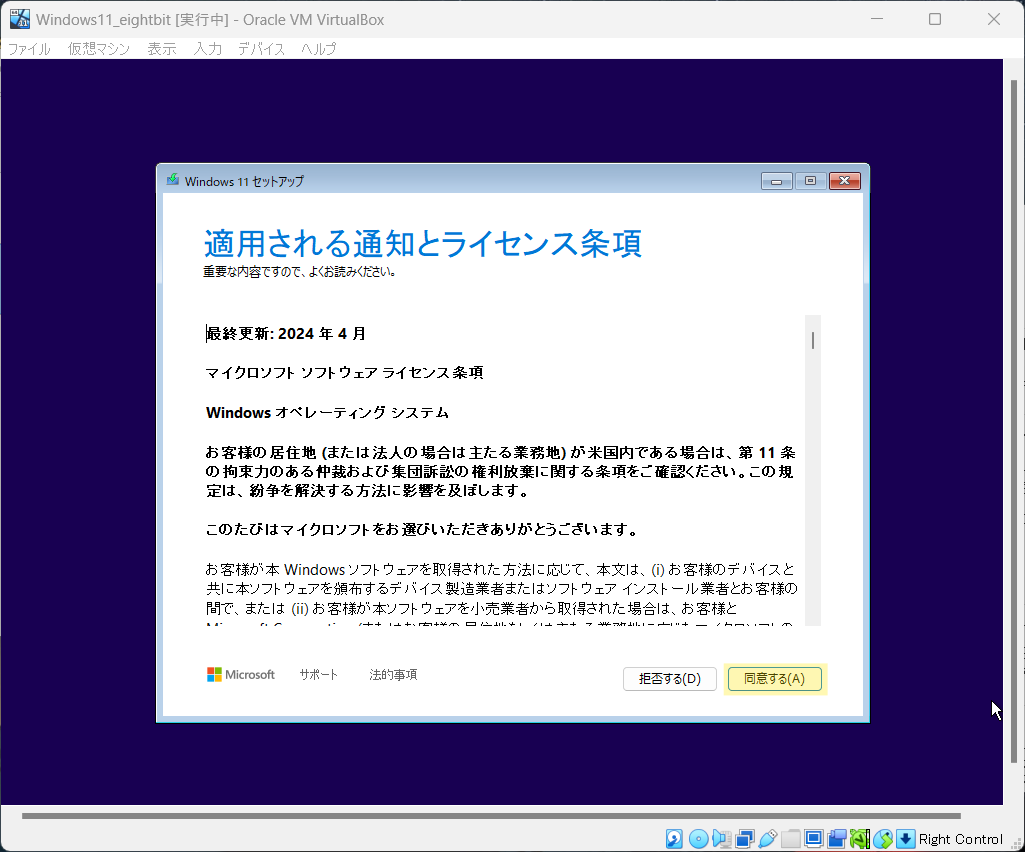 Windows11_eightbit [実行中] - Oracle VM VirtualBox
ファイル 仮想マシン 表示 入力 デバイス ヘルプ
Windows 11 セットアップ
適用される通知とライセンス条項
重要な内容ですので、よくお読みください。
最終更新: 2024 年 4 月
マイクロソフト ソフトウェア ライセンス条項
Windows オペレーティング システム
お客様の居住地 (または法人の場合は主たる業務地) が米国内である場合は、第 11 条
の拘束力のある仲裁および集団訴訟の権利放棄に関する条項をご確認ください。この規
定は、紛争を解決する方法に影響を及ぼします。
このたびはマイクロソフトをお選びいただきありがとうございます。
お客様が本 Windows ソフトウェアを取得された方法に応じて、本文は、(i) お客様のデバイスと
共に本ソフトウェアを頒布するデバイス製造業者またはソフトウェア インストール業者とお客様の
間で、または (ii) お客様が本ソフトウェアを小売業者から取得された場合は、お客様と
Microsoft サポート 法的事項
拒否する(D) 同意する(A)
Right Control